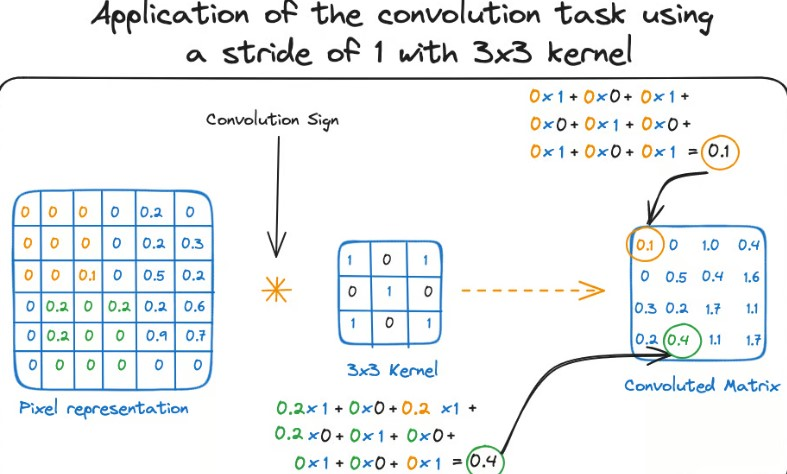 Application of the convolution task using
a stride of 1 with 3x3 kernel
Convolution Sign
0x1 + 0x0 + 0x1 +
0x0 + 0x1 + 0x0 +
0x1 + 0x0 + 0x1 = 0.1
0 0 0 0 0.2 0
0 0 0 0 0.2 0.3
0 0 0.1 0 0.5 0.2
0 0.2 0 0.2 0.2 0.6
0 0.2 0 0 0.9 0.7
0 0 0 0 0 0
Pixel representation
*
1 0 1
0 1 0
1 0 1
3x3 Kernel
0.1 0 1.0 0.4
0 0.5 0.4 1.6
0.3 0.2 1.7 1.1
0.2 0.4 1.1 1.7
Convoluted Matrix
0.2x1 + 0x0 + 0.2 x1 +
0.2 x0 + 0x1 + 0x0 +
0x1 + 0x0 + 0x1 = 0.4